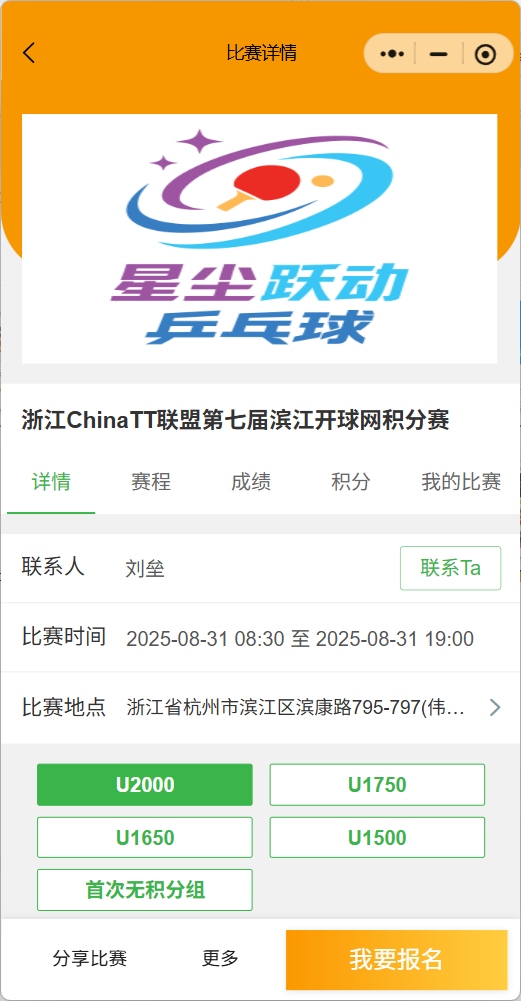 比赛详情
星尘跃动
乒乓球
浙江ChinaTT联盟第七届滨江开球网积分赛
详情 赛程 成绩 积分 我的比赛
联系人 刘垒 联系Ta
比赛时间 2025-08-31 08:30 至 2025-08-31 19:00
比赛地点 浙江省杭州市滨江区滨康路795-797(伟…
U2000 U1750
U1650 U1500
首次无积分组
分享比赛 更多 我要报名